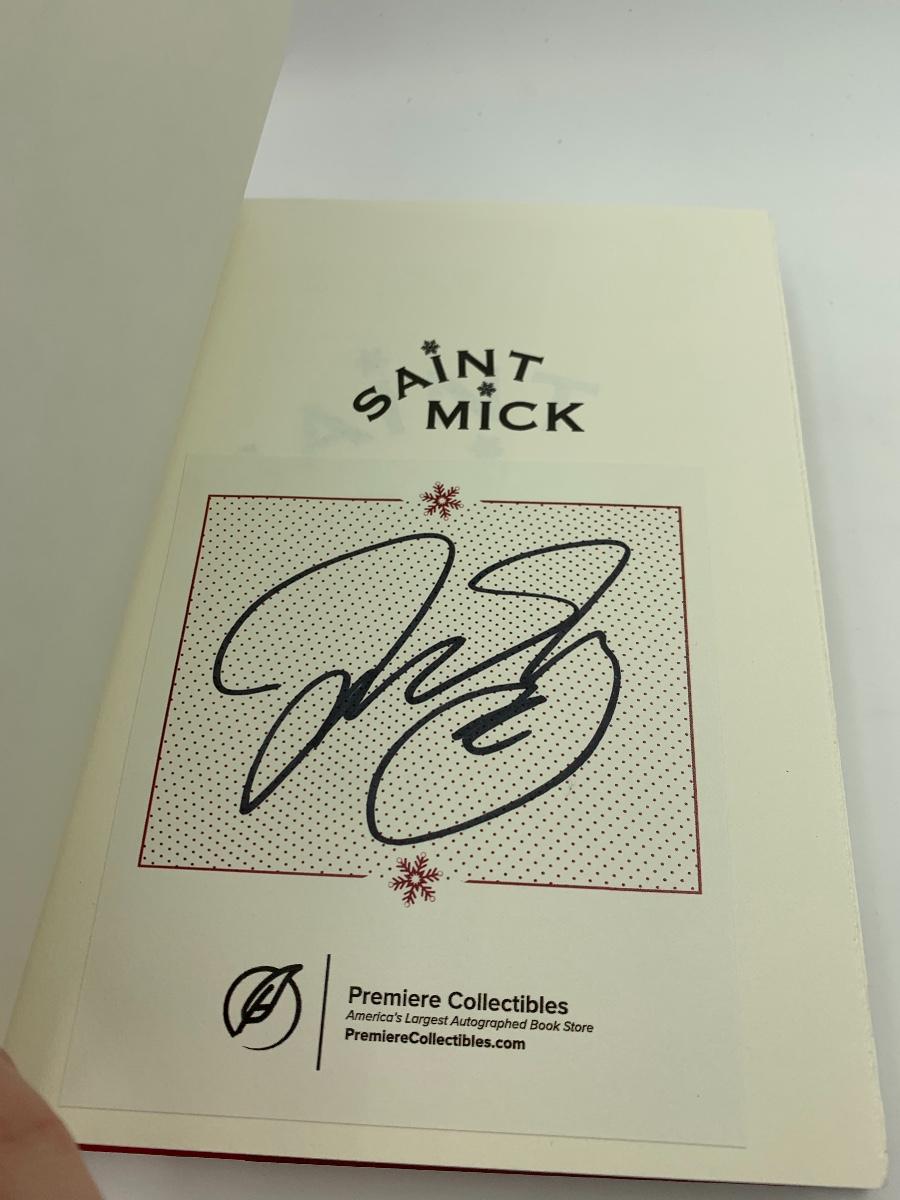 SAINT
MICK
Premiere Collectibles
America's Largest Autographed Book Store
PremiereCollectibles.com